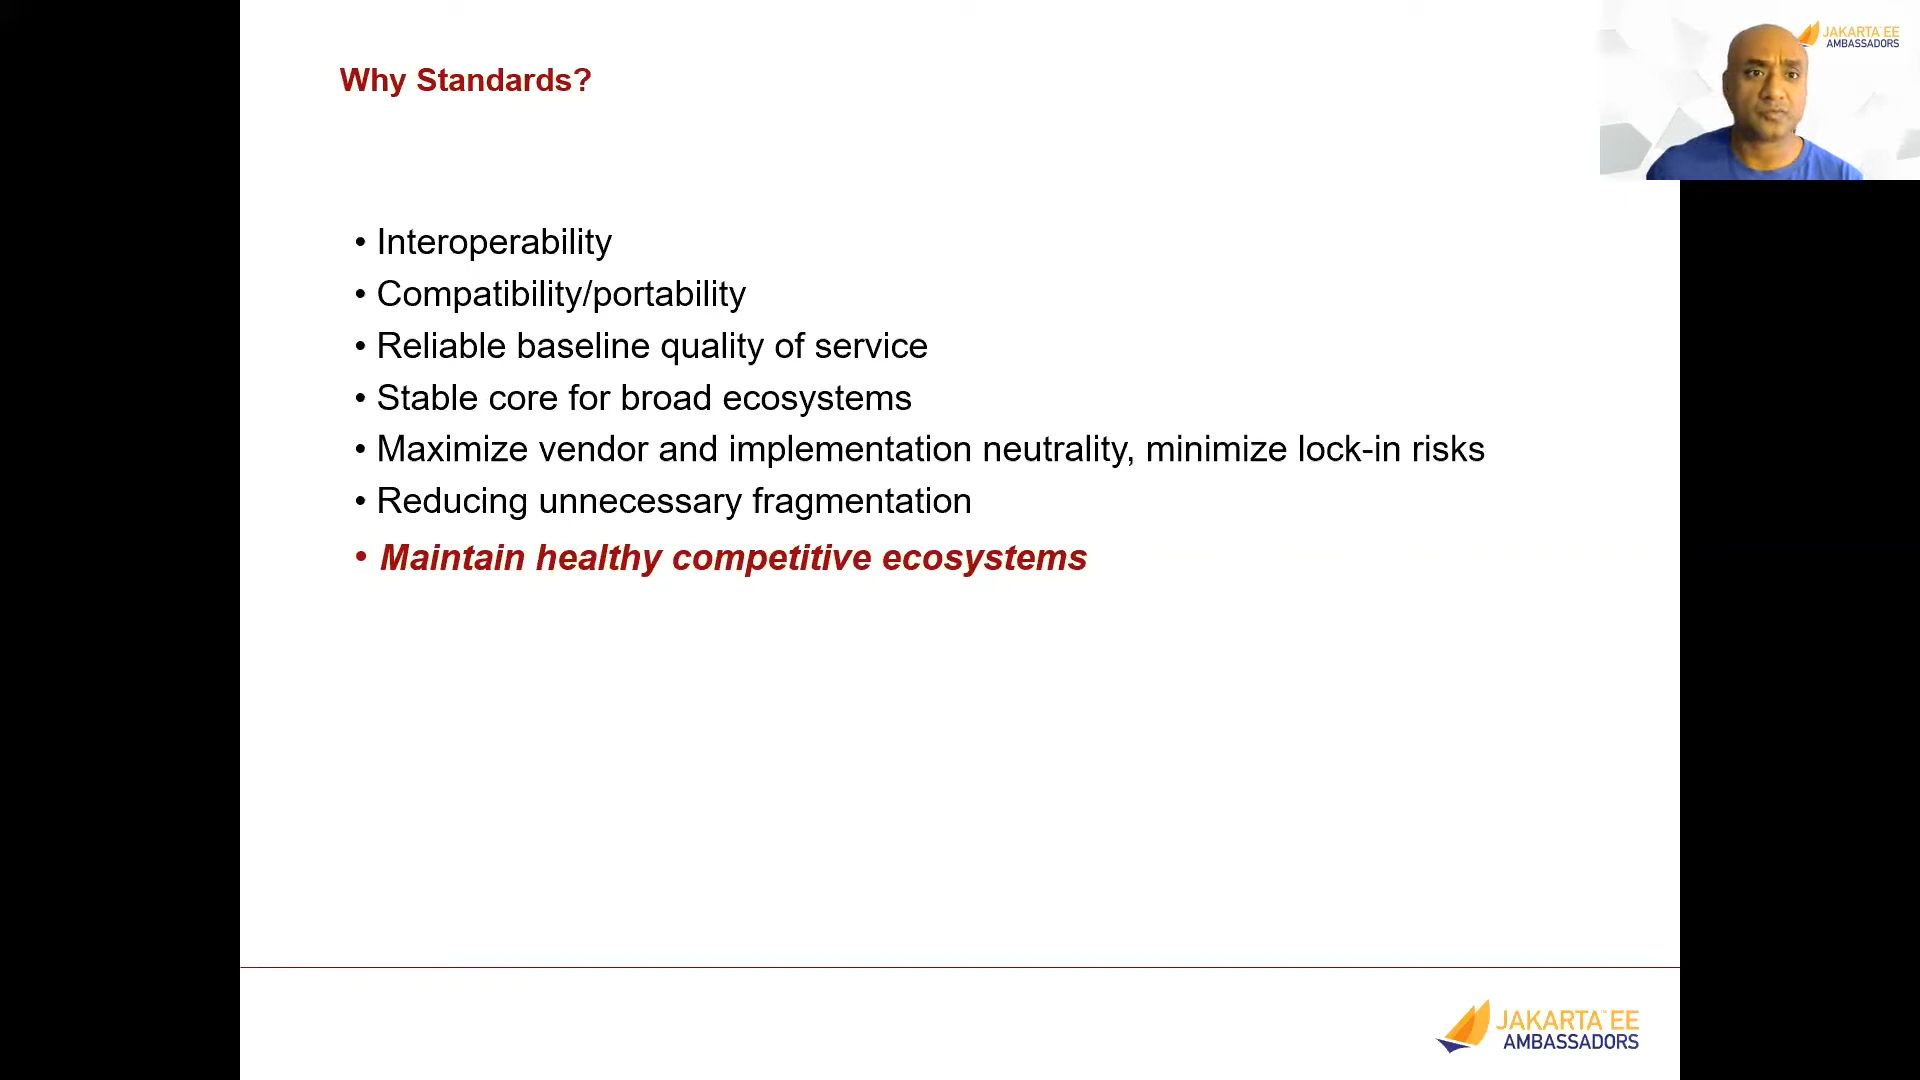 Why Standards?
JAKARTA EE
AMBASSADORS
• Interoperability
• Compatibility/portability
• Reliable baseline quality of service
• Stable core for broad ecosystems
• Maximize vendor and implementation neutrality, minimize lock-in risks
• Reducing unnecessary fragmentation
• Maintain healthy competitive ecosystems
JAKARTA™ EE
AMBASSADORS